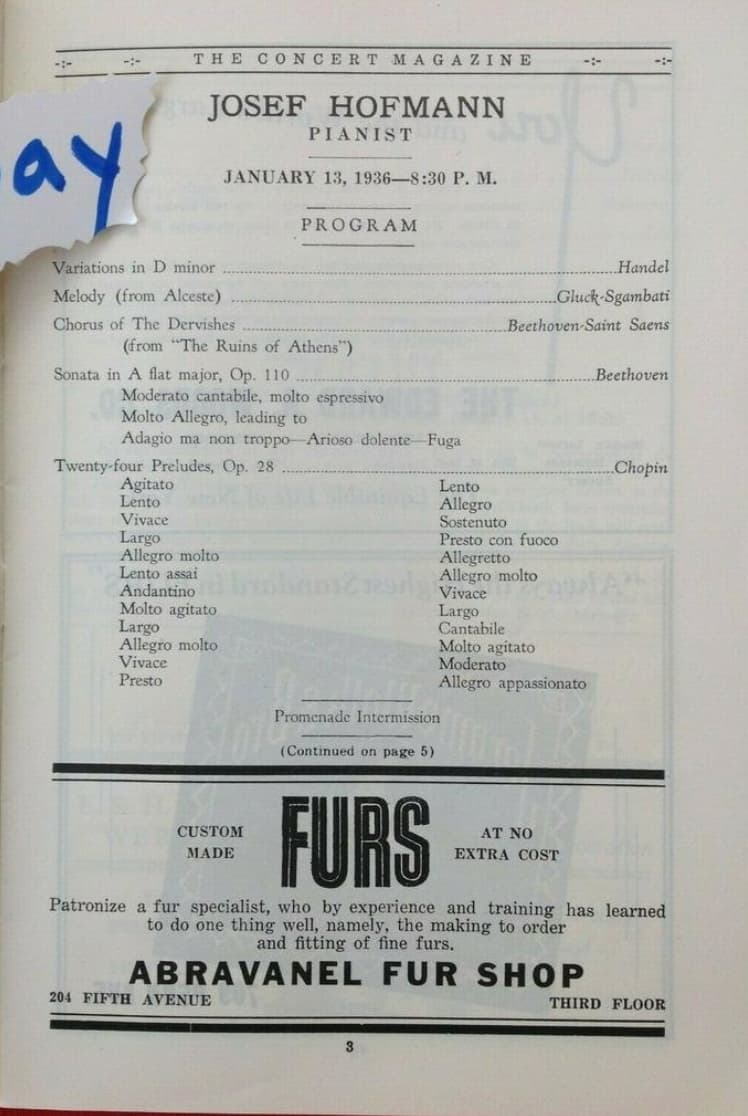 -:- -:- THE CONCERT MAGAZINE -:- -:-
JOSEF HOFMANN
PIANIST
JANUARY 13, 1936—8:30 P. M.
PROGRAM
ay
Variations in D minor ........ Handel
Melody (from Alceste) ........ Gluck-Sgambati
Chorus of The Dervishes ........ Beethoven-Saint Saens
(from "The Ruins of Athens")
Sonata in A flat major, Op. 110 ........ Beethoven
Moderato cantabile, molto espressivo
Molto Allegro, leading to
Adagio ma non troppo—Arioso dolente—Fuga
Twenty-four Preludes, Op. 28 ........ Chopin
Agitato
Lento
Vivace
Largo
Allegro molto
Lento assai
Andantino
Molto agitato
Largo
Allegro molto
Vivace
Presto
Lento
Allegro
Sostenuto
Presto con fuoco
Allegretto
Allegro molto
Vivace
Largo
Cantabile
Molto agitato
Moderato
Allegro appassionato
Promenade Intermission
(Continued on page 5)
CUSTOM MADE
FURS
AT NO EXTRA COST
Patronize a fur specialist, who by experience and training has learned
to do one thing well, namely, the making to order
and fitting of fine furs.
ABRAVANEL FUR SHOP
204 FIFTH AVENUE THIRD FLOOR
3